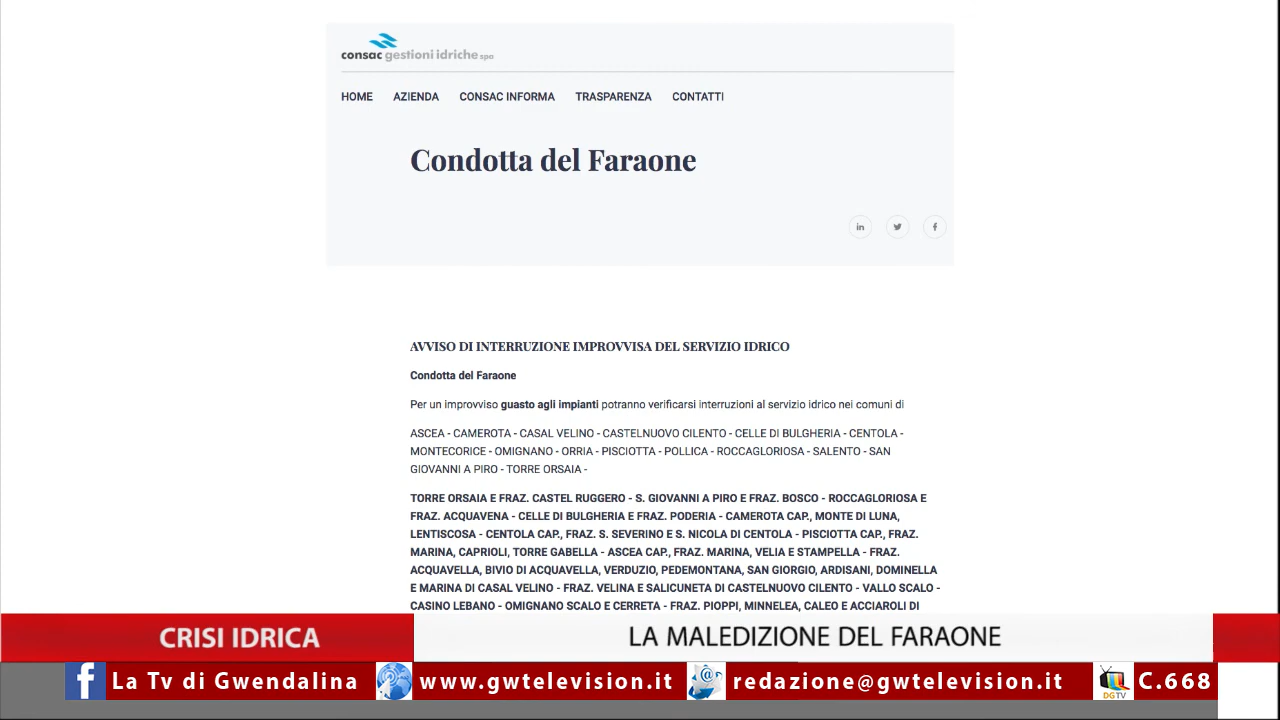 consac gestioni idriche spa
HOME AZIENDA CONSAC INFORMA TRASPARENZA CONTATTI
Condotta del Faraone
in f
AVVISO DI INTERRUZIONE IMPROVVISA DEL SERVIZIO IDRICO
Condotta del Faraone
Per un improvviso guasto agli impianti potranno verificarsi interruzioni al servizio idrico nei comuni di
ASCEA - CAMEROTA - CASAL VELINO - CASTELNUOVO CILENTO - CELLE DI BULGHERIA - CENTOLA -
MONTECORICE - OMIGNANO - ORRIA - PISCIOTTA - POLLICA - ROCCAGLORIOSA - SALENTO - SAN
GIOVANNI A PIRO - TORRE ORSAIA -
TORRE ORSAIA E FRAZ. CASTEL RUGGERO - S. GIOVANNI A PIRO E FRAZ. BOSCO - ROCCAGLORIOSA E
FRAZ. ACQUAVENA - CELLE DI BULGHERIA E FRAZ. PODERIA - CAMEROTA CAP., MONTE DI LUNA,
LENTISCOSA - CENTOLA CAP., FRAZ. S. SEVERINO E S. NICOLA DI CENTOLA - PISCIOTTA CAP., FRAZ.
MARINA, CAPRIOLI, TORRE GABELLA - ASCEA CAP., FRAZ. MARINA, VELIA E STAMPELLA - FRAZ.
ACQUAVELLA, BIVIO DI ACQUAVELLA, VERDUZIO, PEDEMONTANA, SAN GIORGIO, ARDISANI, DOMINELLA
E MARINA DI CASAL VELINO - FRAZ. VELINA E SALICUNETA DI CASTELNUOVO CILENTO - VALLO SCALO -
CASINO LEBANO - OMIGNANO SCALO E CERRETA - FRAZ. PIOPPI, MINNELEA, CALEO E ACCIAROLI DI
CRISI IDRICA LA MALEDIZIONE DEL FARAONE
f La Tv di Gwendalina www.gwtelevision.it @ redazione@gwtelevision.it DGTV C.668